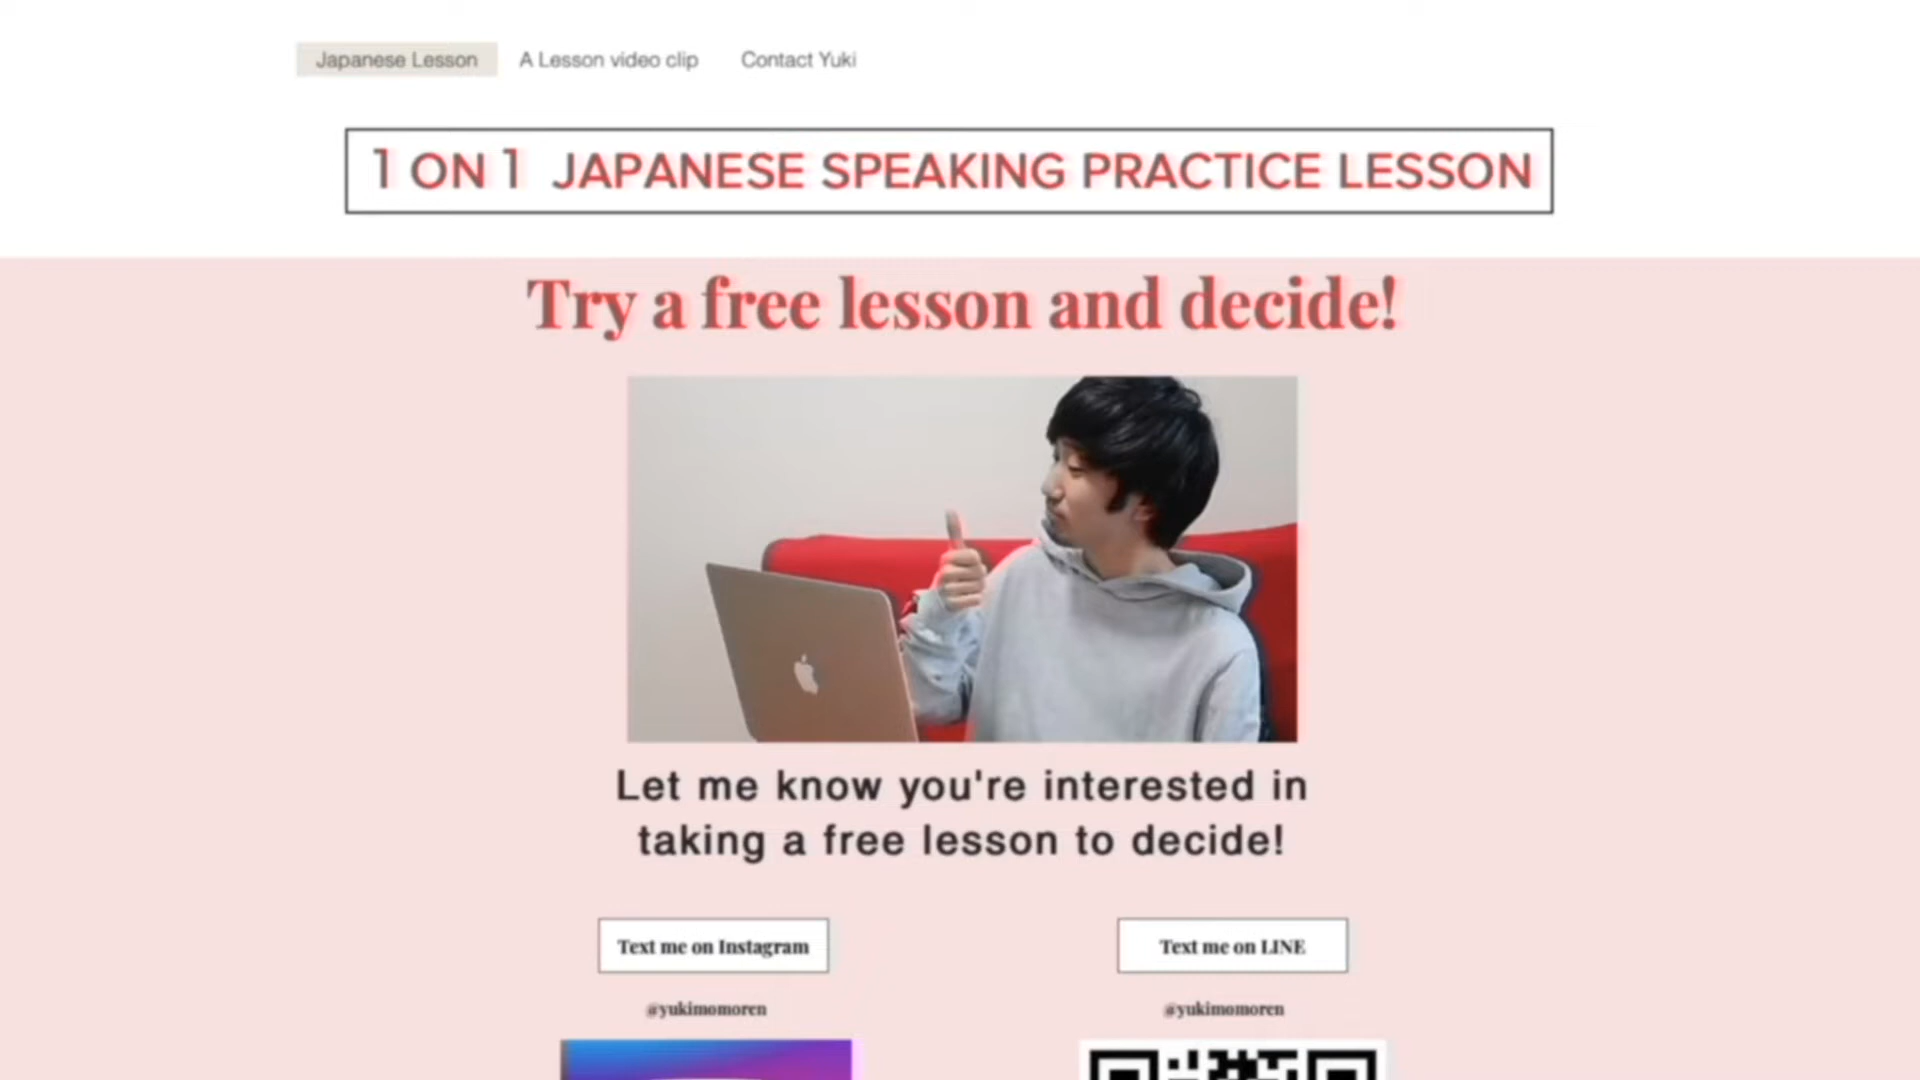 Japanese Lesson
A Lesson video clip
Contact Yuki
1 ON 1 JAPANESE SPEAKING PRACTICE LESSON
Try a free lesson and decide!
Let me know you're interested in
taking a free lesson to decide!
Text me on Instagram
Text me on LINE
@yukimomoren
@yukimomoren